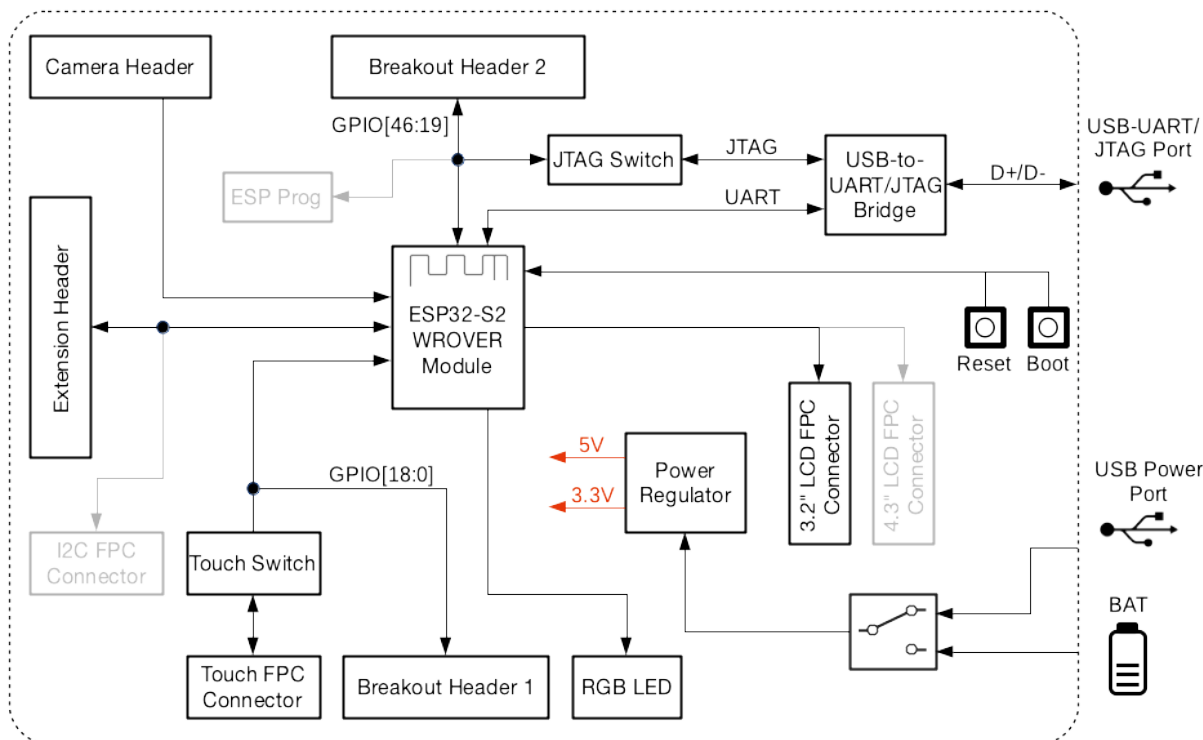 Camera Header
Breakout Header 2
GPIO[46:19]
USB-UART/
JTAG Port
JTAG Switch
JTAG
USB-to-
UART/JTAG
Bridge
D+/D-
ESP Prog
UART
Extension Header
ESP32-S2
WROVER
Module
Reset
Boot
3.2" LCD FPC
Connector
4.3" LCD FPC
Connector
5V
3.3V
Power
Regulator
GPIO[18:0]
USB Power
Port
I2C FPC
Connector
Touch Switch
BAT
Touch FPC
Connector
Breakout Header 1
RGB LED